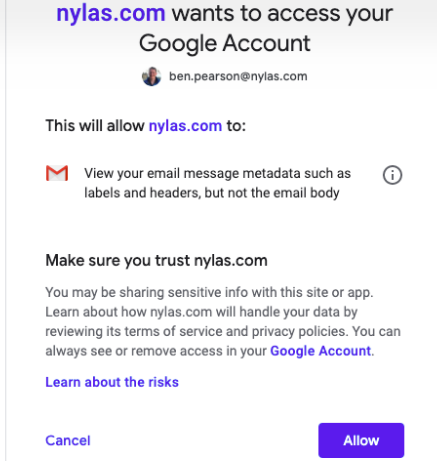 nylas.com wants to access your
Google Account
ben.pearson@nylas.com
This will allow nylas.com to:
View your email message metadata such as
labels and headers, but not the email body
Make sure you trust nylas.com
You may be sharing sensitive info with this site or app.
Learn about how nylas.com will handle your data by
reviewing its terms of service and privacy policies. You can
always see or remove access in your Google Account.
Learn about the risks
Cancel
Allow